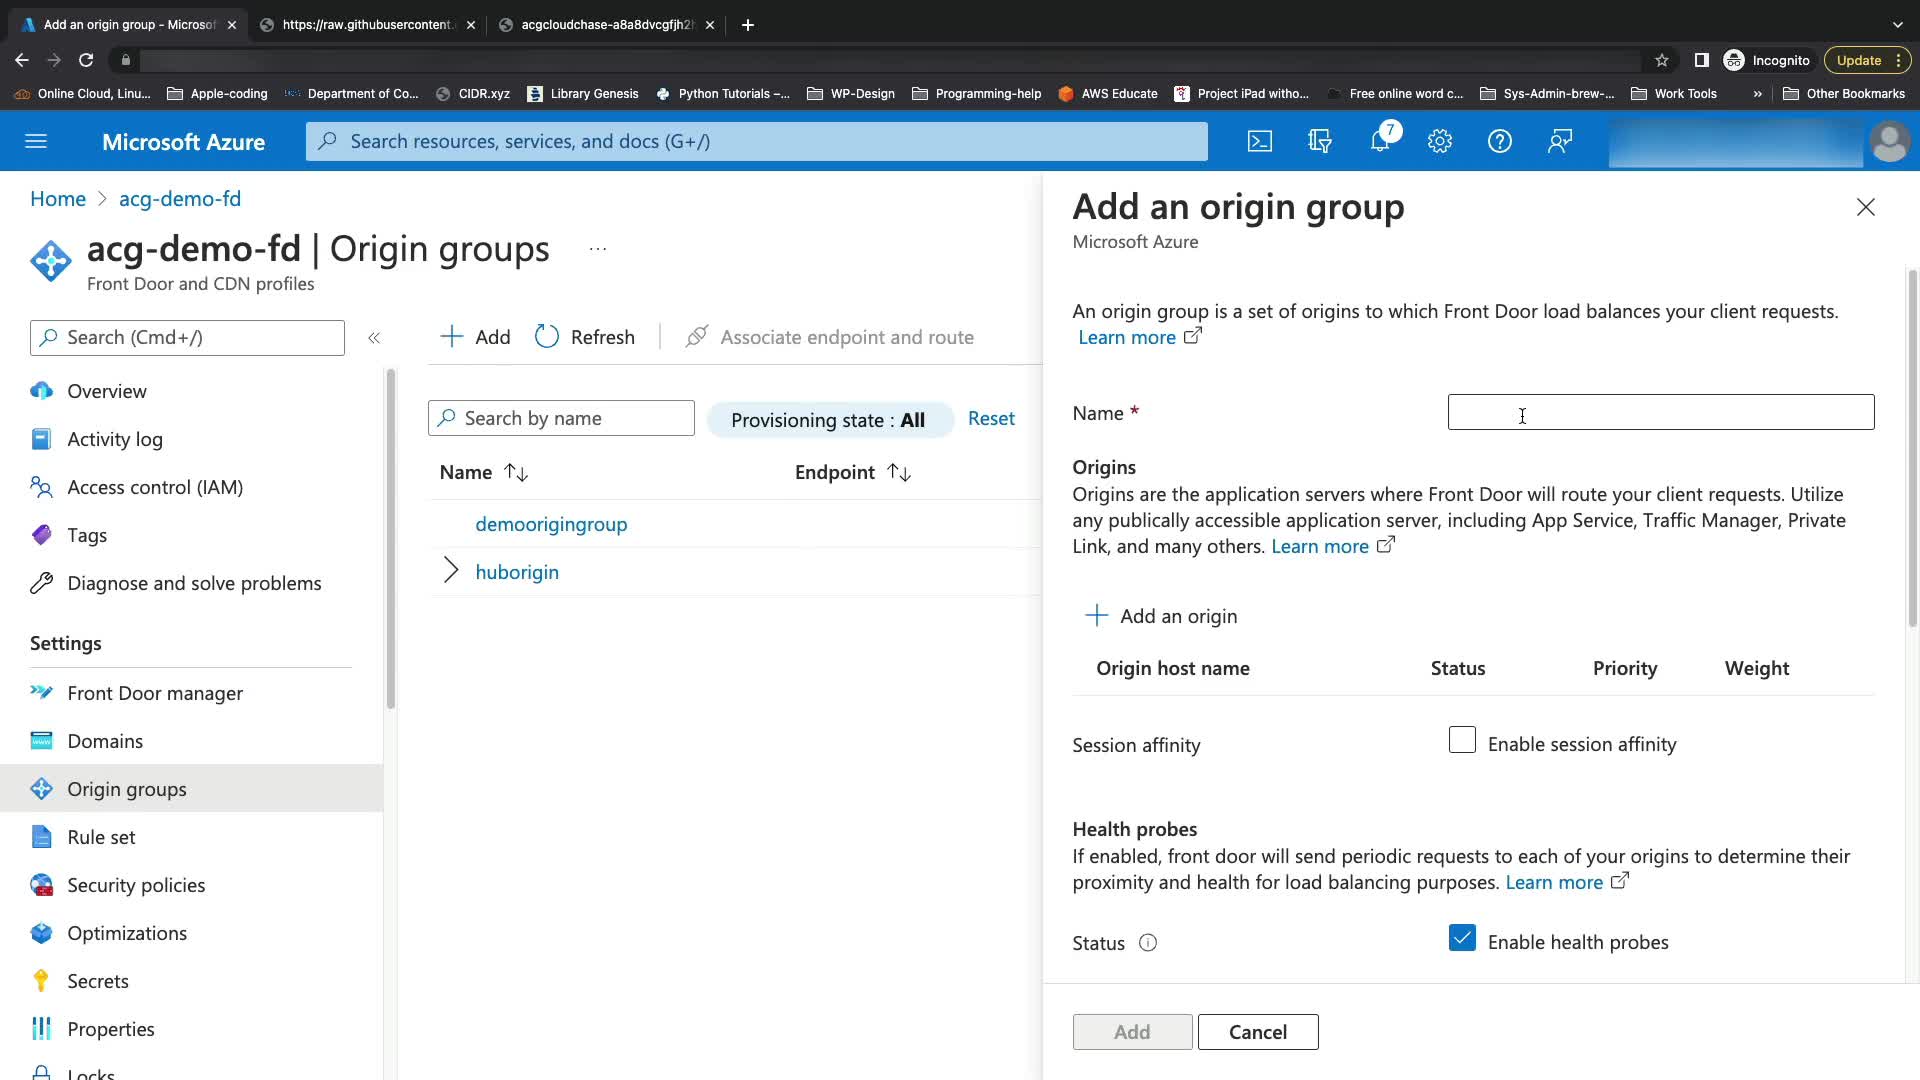 Add an origin group - Microsof
https://raw.githubusercontent.
acgcloudchase-a8a8dvcgfjh2h
Incognito
Update
Online Cloud, Linu...
Apple-coding
Department of Co...
CIDR.xyz
Library Genesis
Python Tutorials –...
WP-Design
Programming-help
AWS Educate
Project iPad witho...
Free online word c...
Sys-Admin-brew-...
Work Tools
»
Other Bookmarks
Microsoft Azure
Search resources, services, and docs (G+/)
7
Home > acg-demo-fd
acg-demo-fd | Origin groups ...
Front Door and CDN profiles
Search (Cmd+/)
«
Overview
Activity log
Access control (IAM)
Tags
Diagnose and solve problems
Settings
Front Door manager
Domains
Origin groups
Rule set
Security policies
Optimizations
Secrets
Properties
Locks
Add
Refresh
Associate endpoint and route
Search by name
Provisioning state : All
Reset
Name
Endpoint
demoorigingroup
huborigin
Add an origin group
Microsoft Azure
An origin group is a set of origins to which Front Door load balances your client requests.
Learn more
Name *
Origins
Origins are the application servers where Front Door will route your client requests. Utilize
any publically accessible application server, including App Service, Traffic Manager, Private
Link, and many others. Learn more
Add an origin
Origin host name
Status
Priority
Weight
Session affinity
Enable session affinity
Health probes
If enabled, front door will send periodic requests to each of your origins to determine their
proximity and health for load balancing purposes. Learn more
Status
Enable health probes
Add
Cancel